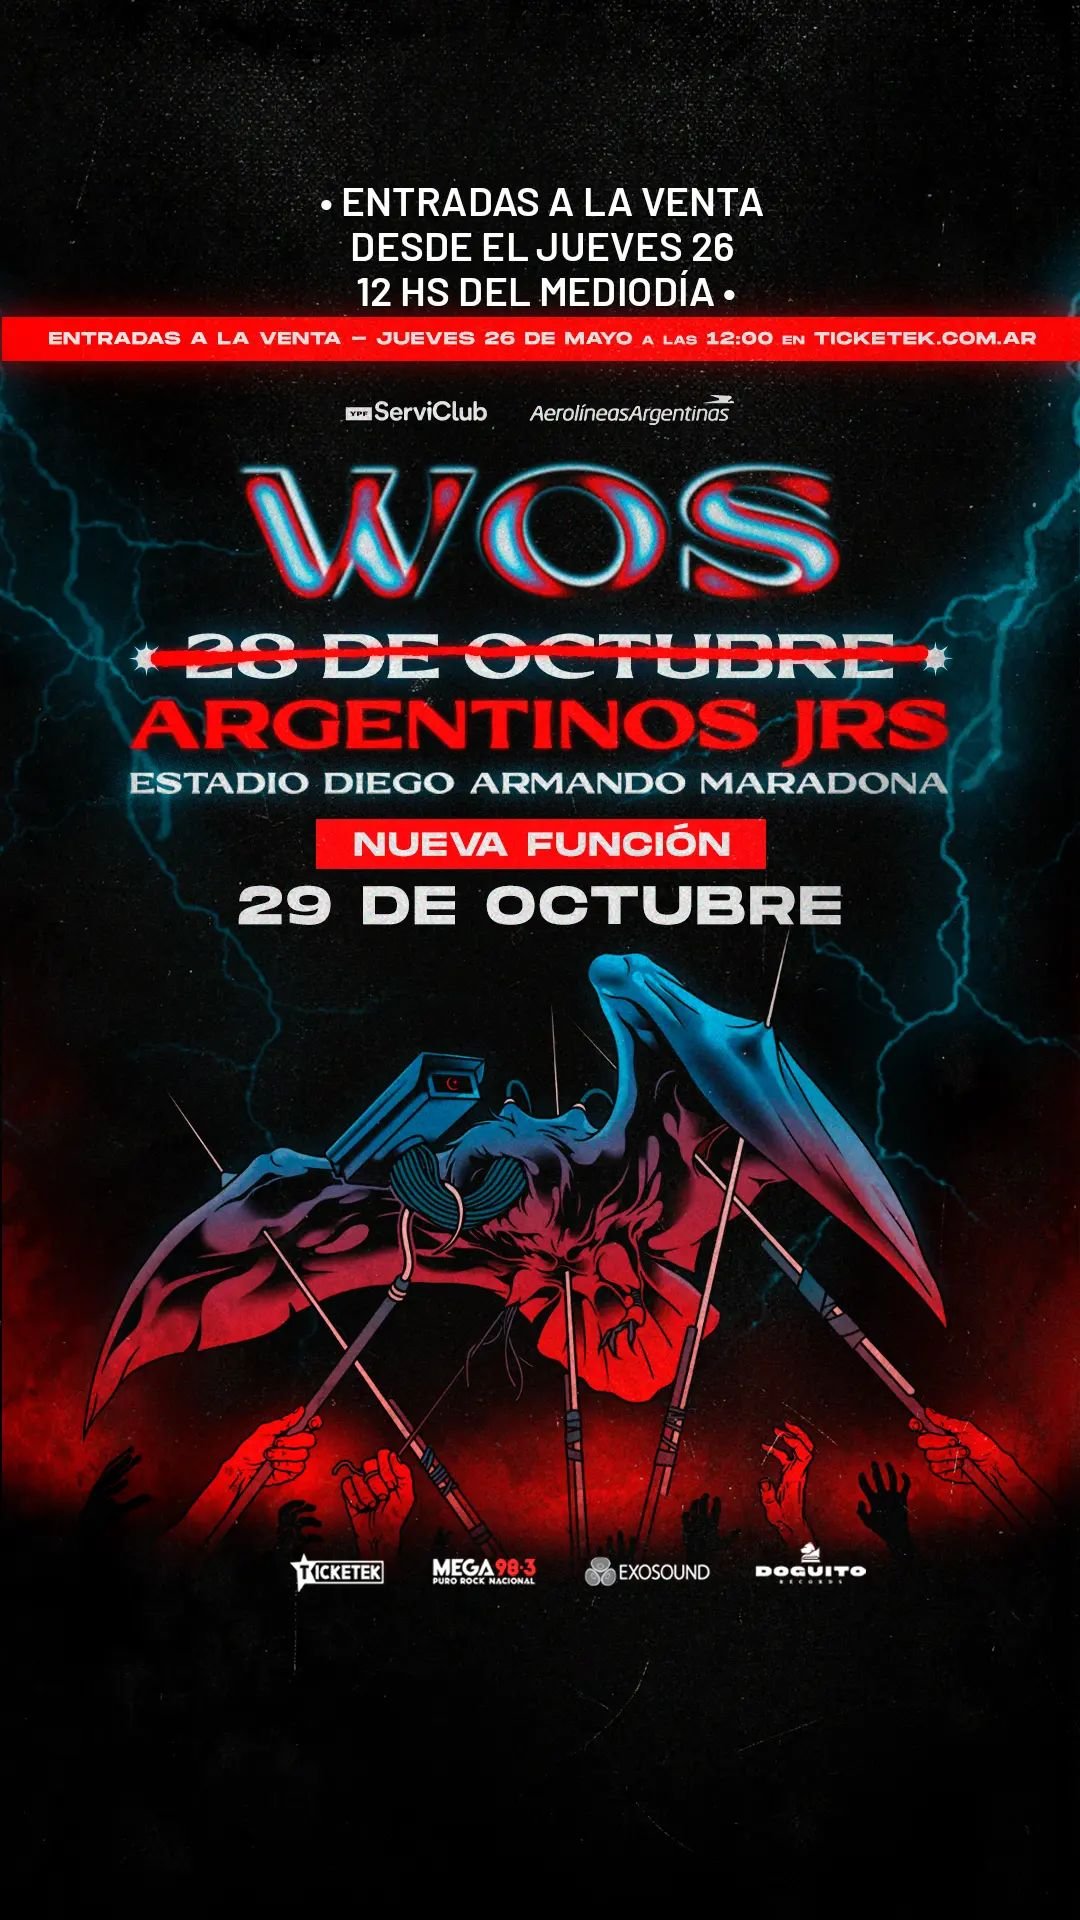 • ENTRADAS A LA VENTA
DESDE EL JUEVES 26
12 HS DEL MEDIODÍA •
ENTRADAS A LA VENTA – JUEVES 26 DE MAYO A LAS 12:00 EN TICKETEK.COM.AR
YPF ServiClub AerolíneasArgentinas
WOS
28 DE OCTUBRE
ARGENTINOS JRS
ESTADIO DIEGO ARMANDO MARADONA
NUEVA FUNCIÓN
29 DE OCTUBRE
TICKETEK MEGA 98·3 EXOSOUND DOGUITO
PURO ROCK NACIONAL RECORDS